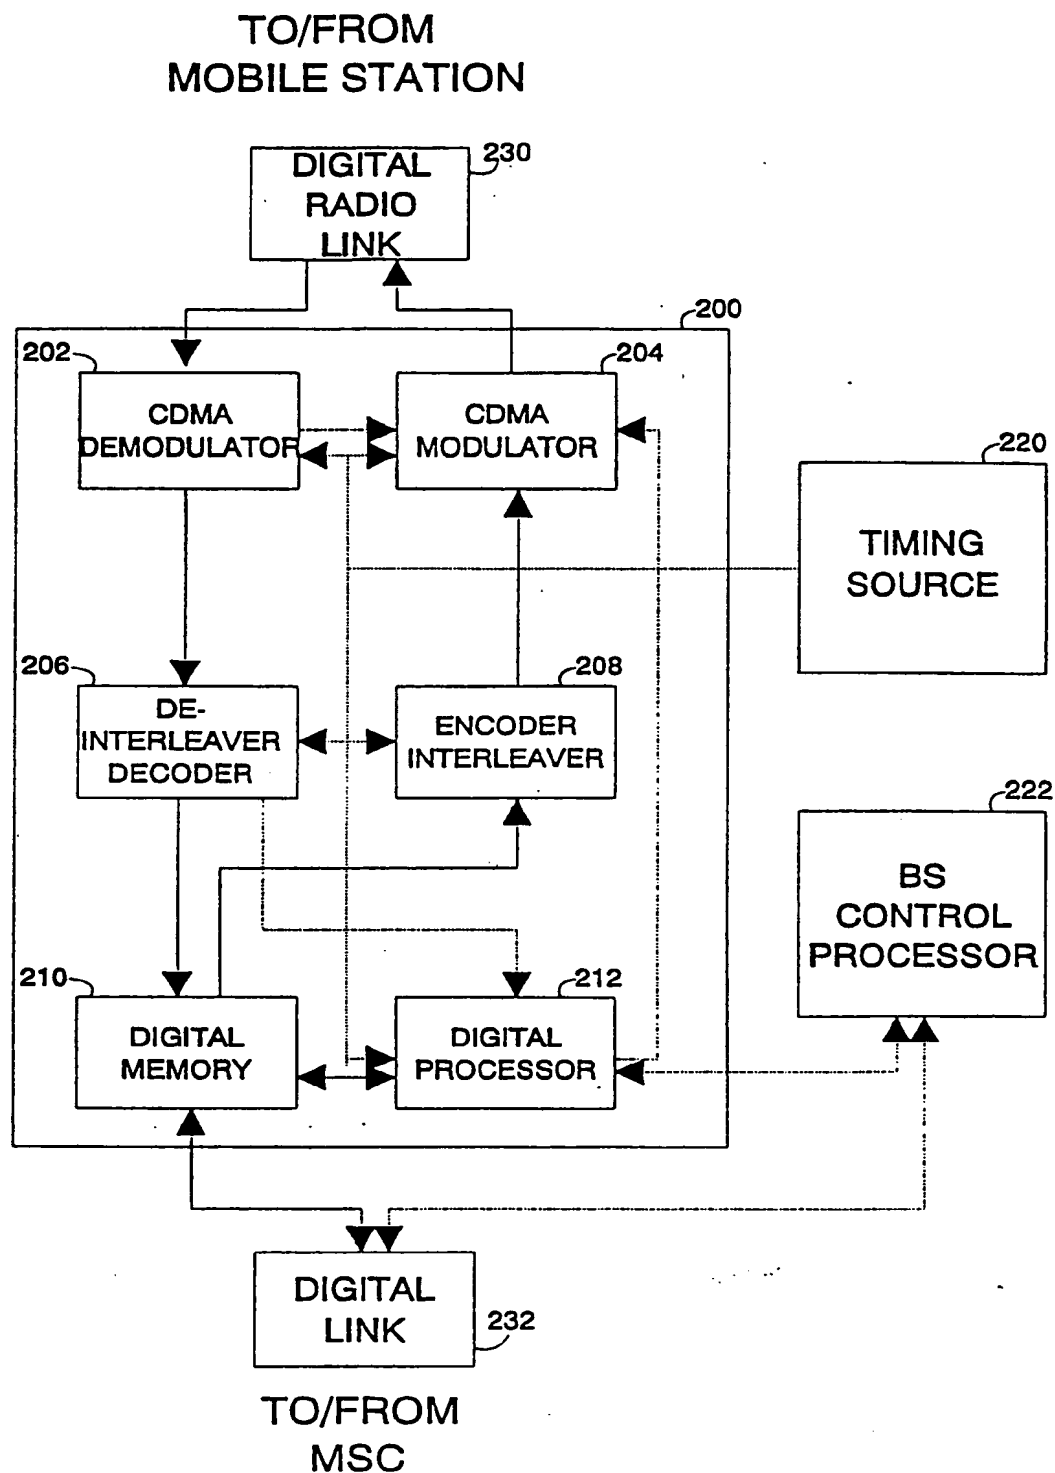 TO/FROM
MOBILE STATION
230
DIGITAL
RADIO
LINK
200
202
CDMA
DEMODULATOR
204
CDMA
MODULATOR
220
TIMING
SOURCE
206
DE-
INTERLEAVER
DECODER
208
ENCODER
INTERLEAVER
222
BS
CONTROL
PROCESSOR
210
DIGITAL
MEMORY
212
DIGITAL
PROCESSOR
DIGITAL
LINK
232
TO/FROM
MSC